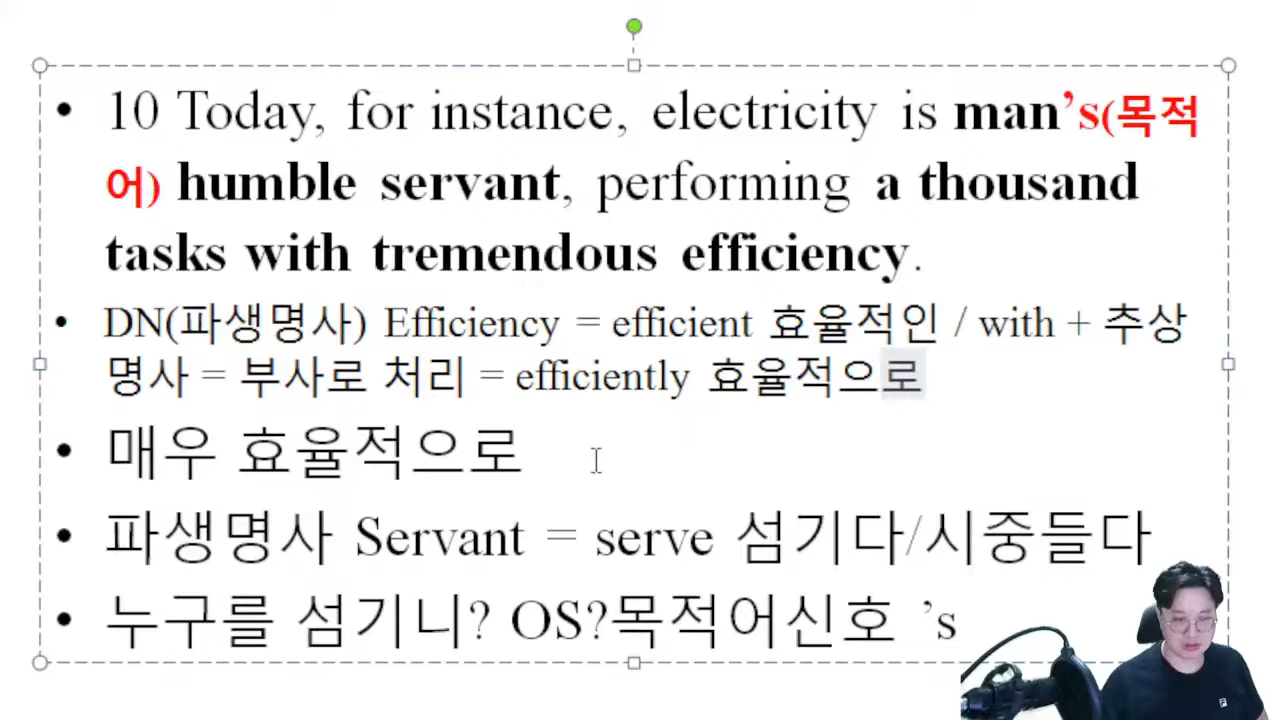 • 10 Today, for instance, electricity is man’s(목적
어) humble servant, performing a thousand
tasks with tremendous efficiency.
• DN(파생명사) Efficiency = efficient 효율적인 / with + 추상
명사 = 부사로 처리 = efficiently 효율적으로
• 매우 효율적으로
• 파생명사 Servant = serve 섬기다/시중들다
• 누구를 섬기니? OS?목적어신호 ’s